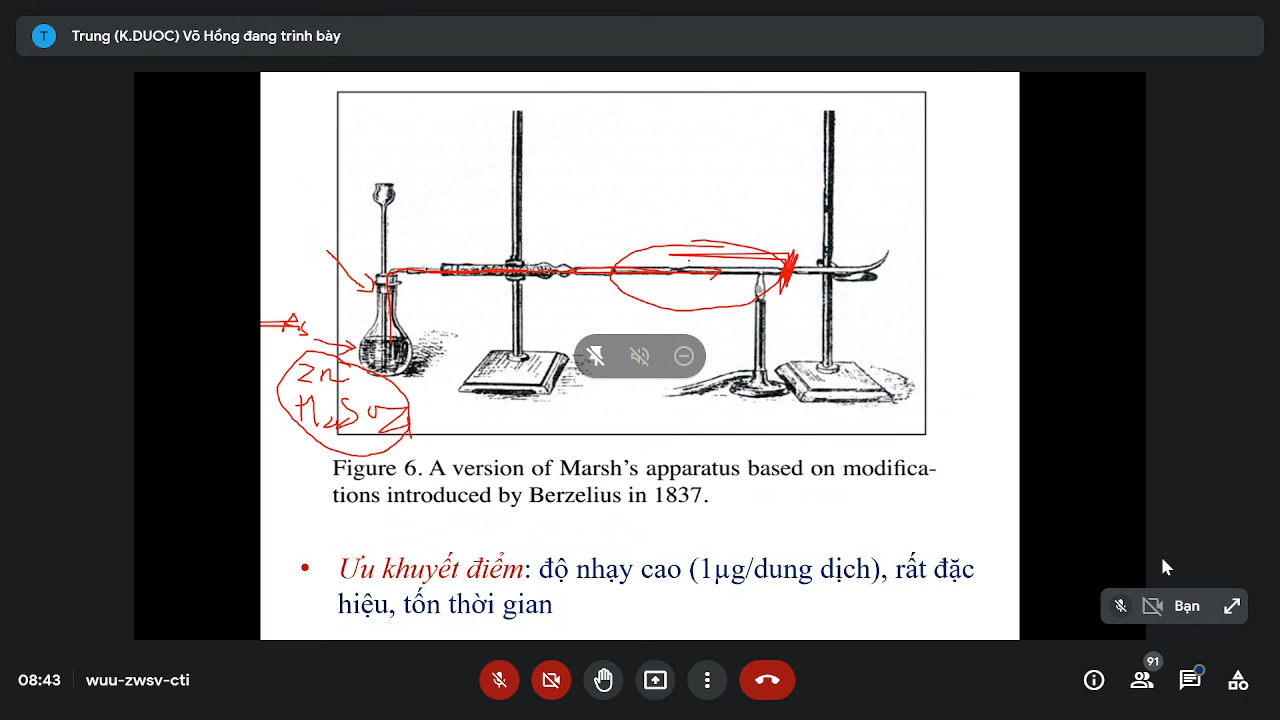 T
Trung (K.DUOC) Võ Hồng đang trình bày
As
Zn
H₂SO₄
Figure 6. A version of Marsh's apparatus based on modifica-
tions introduced by Berzelius in 1837.
• Ưu khuyết điểm: độ nhạy cao (1µg/dung dịch), rất đặc
hiệu, tốn thời gian
Bạn
08:43
wuu-zwsv-cti
91